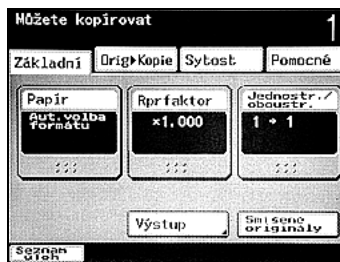 Můžete kopírovat 1
Základní Orig▸Kopie Sytost Pomocné
Papír
Aut.volba
formátu
Rprfaktor
×1.000
Jednostr./
oboustr.
1 → 1
Výstup
Smísené
originály
Seznam
úloh